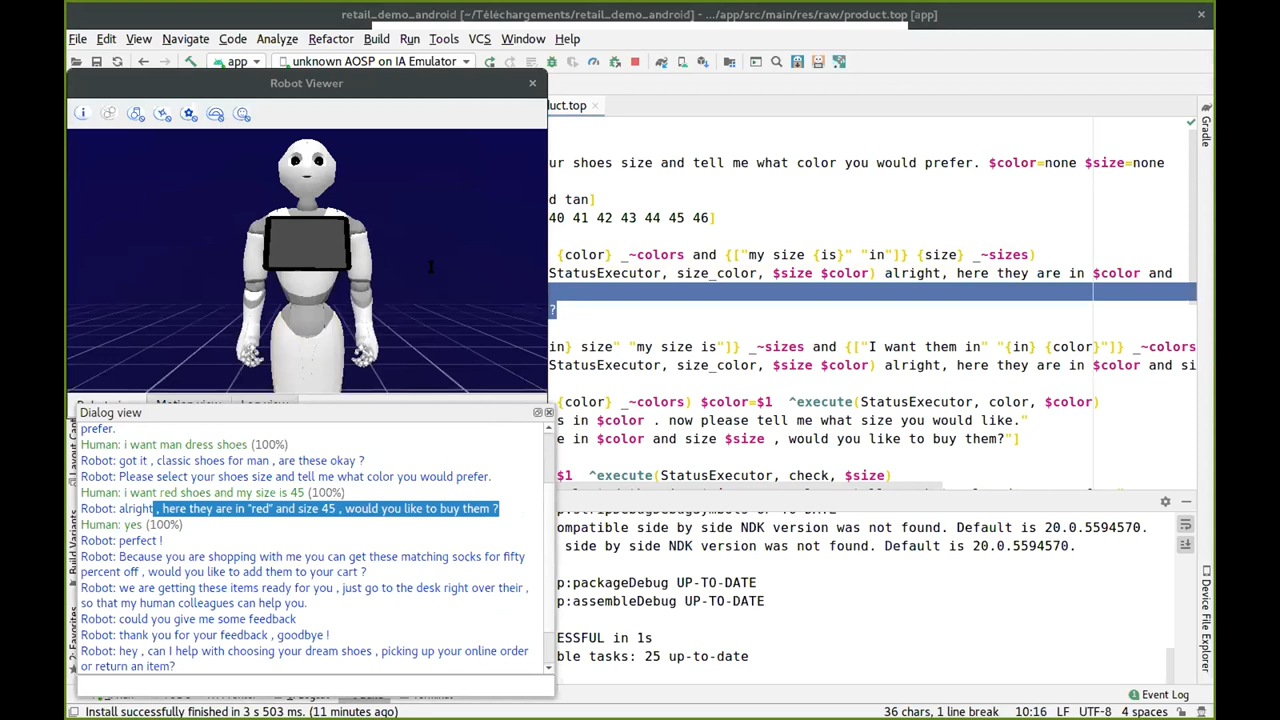 retail_demo_android [~/Téléchargements/retail_demo_android] - .../app/src/main/res/raw/product.top [app]
File Edit View Navigate Code Analyze Refactor Build Run Tools VCS Window Help
app unknown AOSP on IA Emulator
Robot Viewer
uct.top
Gradle
ur shoes size and tell me what color you would prefer. $color=none $size=none
d tan]
40 41 42 43 44 45 46]
{color} _~colors and {["my size {is}" "in"]} {size} _~sizes)
StatusExecutor, size_color, $size $color) alright, here they are in $color and
?
in} size" "my size is"]} _~sizes and {["I want them in" "{in} {color}"]} _~colors
StatusExecutor, size_color, $size $color) alright, here they are in $color and si
{color} _~colors) $color=$1 ^execute(StatusExecutor, color, $color)
s in $color . now please tell me what size you would like."
e in $color and size $size , would you like to buy them?"]
$1 ^execute(StatusExecutor, check, $size)
Dialog view
prefer.
Human: i want man dress shoes (100%)
Robot: got it , classic shoes for man , are these okay ?
Robot: Please select your shoes size and tell me what color you would prefer.
Human: i want red shoes and my size is 45 (100%)
Robot: alright , here they are in "red" and size 45 , would you like to buy them ?
Human: yes (100%)
Robot: perfect !
Robot: Because you are shopping with me you can get these matching socks for fifty
percent off , would you like to add them to your cart ?
Robot: we are getting these items ready for you , just go to the desk right over their ,
so that my human colleagues can help you.
Robot: could you give me some feedback
Robot: thank you for your feedback , goodbye !
Robot: hey , can I help with choosing your dream shoes , picking up your online order
or return an item?
ompatible side by side NDK version was not found. Default is 20.0.5594570.
side by side NDK version was not found. Default is 20.0.5594570.
p:packageDebug UP-TO-DATE
p:assembleDebug UP-TO-DATE
ESSFUL in 1s
ble tasks: 25 up-to-date
Device File Explorer
Event Log
Install successfully finished in 3 s 503 ms. (11 minutes ago)
36 chars, 1 line break 10:16 LF UTF-8 4 spaces